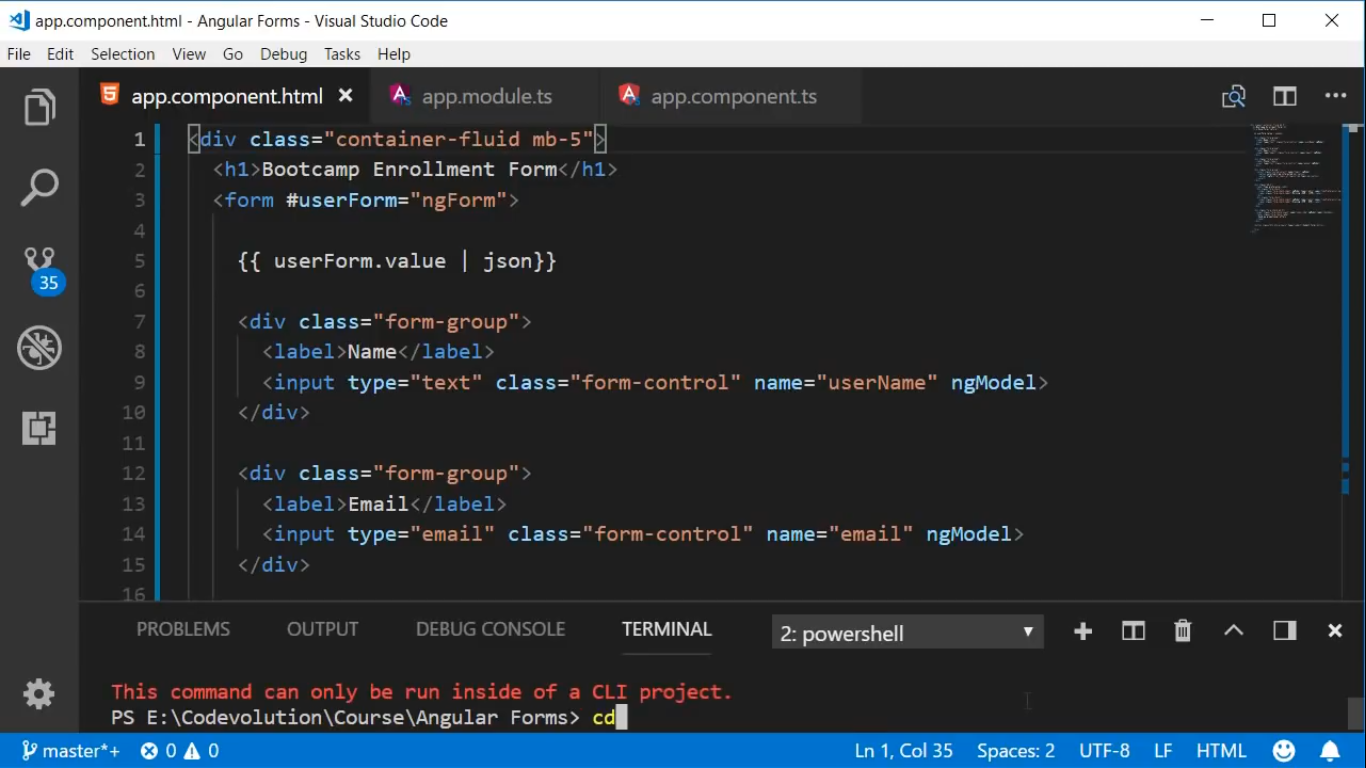 app.component.html - Angular Forms - Visual Studio Code
File Edit Selection View Go Debug Tasks Help
app.component.html app.module.ts app.component.ts
1 <div class="container-fluid mb-5">
2 <h1>Bootcamp Enrollment Form</h1>
3 <form #userForm="ngForm">
4
5 {{ userForm.value | json}}
6
7 <div class="form-group">
8 <label>Name</label>
9 <input type="text" class="form-control" name="userName" ngModel>
10 </div>
11
12 <div class="form-group">
13 <label>Email</label>
14 <input type="email" class="form-control" name="email" ngModel>
15 </div>
16
35
PROBLEMS OUTPUT DEBUG CONSOLE TERMINAL 2: powershell
This command can only be run inside of a CLI project.
PS E:\Codevolution\Course\Angular Forms> cd
master*+ 0 0 Ln 1, Col 35 Spaces: 2 UTF-8 LF HTML